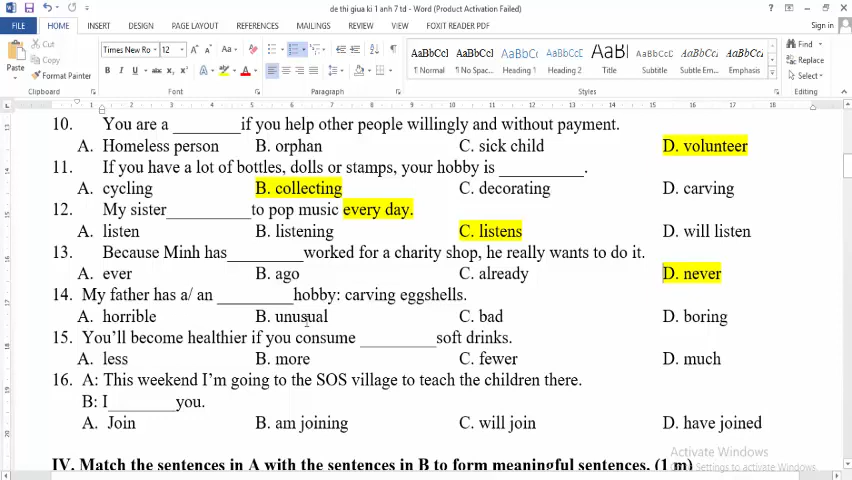 de thi giua ki 1 anh 7 td - Word (Product Activation Failed)
FILE HOME INSERT DESIGN PAGE LAYOUT REFERENCES MAILINGS REVIEW VIEW FOXIT READER PDF Sign in
Cut
Copy
Format Painter
Paste
Times New Ro 12
AaBbCcI AaBbCcI AaBbC AaBbCcL AaBl AaBbCcD AaBbCcI AaBbCcL
¶ Normal ¶ No Spac... Heading 1 Heading 2 Title Subtitle Subtle Em... Emphasis
Find
Replace
Select
Clipboard Font Paragraph Styles Editing
10. You are a ________if you help other people willingly and without payment.
A. Homeless person B. orphan C. sick child D. volunteer
11. If you have a lot of bottles, dolls or stamps, your hobby is __________.
A. cycling B. collecting C. decorating D. carving
12. My sister__________to pop music every day.
A. listen B. listening C. listens D. will listen
13. Because Minh has_________worked for a charity shop, he really wants to do it.
A. ever B. ago C. already D. never
14. My father has a/ an _________hobby: carving eggshells.
A. horrible B. unusual C. bad D. boring
15. You’ll become healthier if you consume _________soft drinks.
A. less B. more C. fewer D. much
16. A: This weekend I’m going to the SOS village to teach the children there.
B: I________you.
A. Join B. am joining C. will join D. have joined
Activate Windows
IV. Match the sentences in A with the sentences in B to form meaningful sentences. (1 m)
Settings to activate Windows.